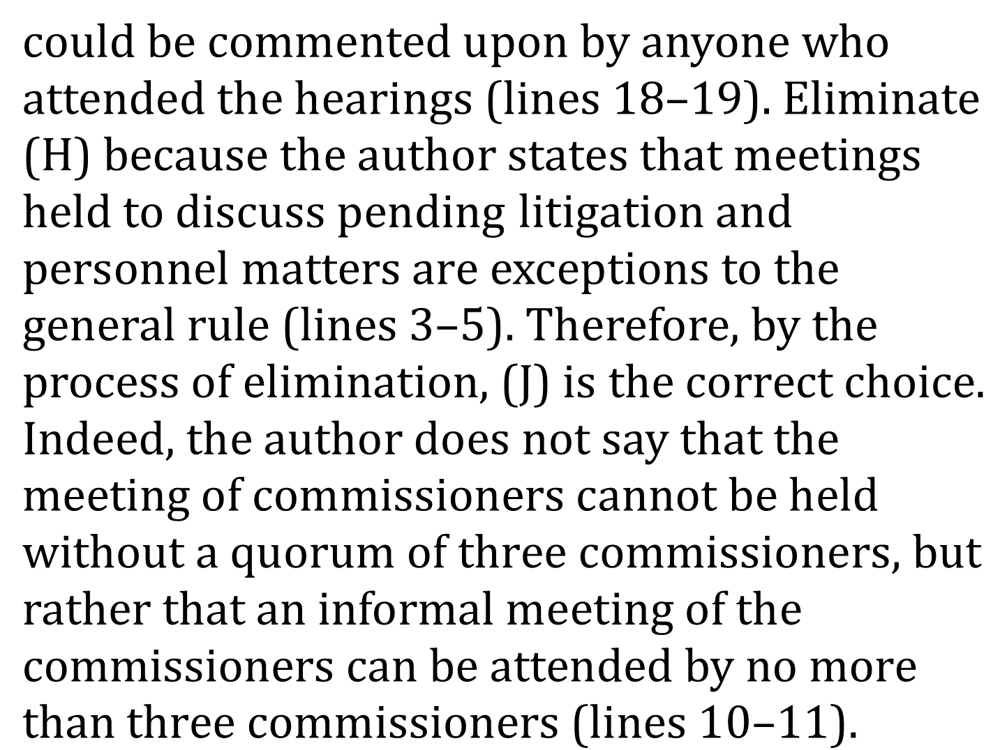 could be commented upon by anyone who
attended the hearings (lines 18–19). Eliminate
(H) because the author states that meetings
held to discuss pending litigation and
personnel matters are exceptions to the
general rule (lines 3–5). Therefore, by the
process of elimination, (J) is the correct choice.
Indeed, the author does not say that the
meeting of commissioners cannot be held
without a quorum of three commissioners, but
rather that an informal meeting of the
commissioners can be attended by no more
than three commissioners (lines 10–11).